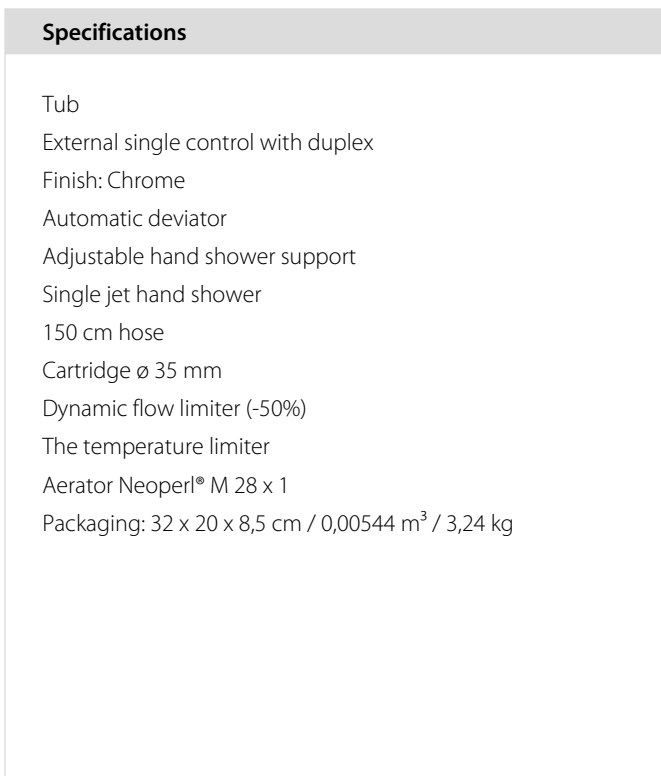 Specifications
Tub
External single control with duplex
Finish: Chrome
Automatic deviator
Adjustable hand shower support
Single jet hand shower
150 cm hose
Cartridge ø 35 mm
Dynamic flow limiter (-50%)
The temperature limiter
Aerator Neoperl® M 28 x 1
Packaging: 32 x 20 x 8,5 cm / 0,00544 m³ / 3,24 kg